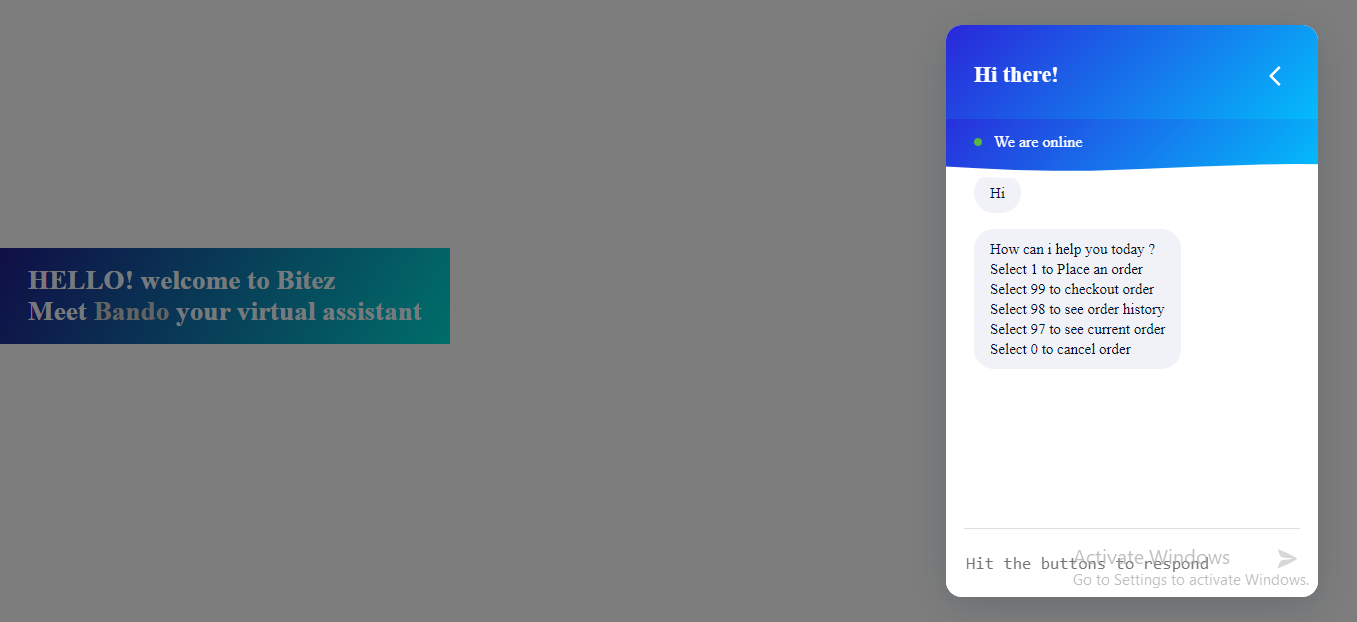 HELLO! welcome to Bitez
Meet Bando your virtual assistant
Hi there!
We are online
Hi
How can i help you today ?
Select 1 to Place an order
Select 99 to checkout order
Select 98 to see order history
Select 97 to see current order
Select 0 to cancel order
Hit the buttons to respond
Activate Windows
Go to Settings to activate Windows.